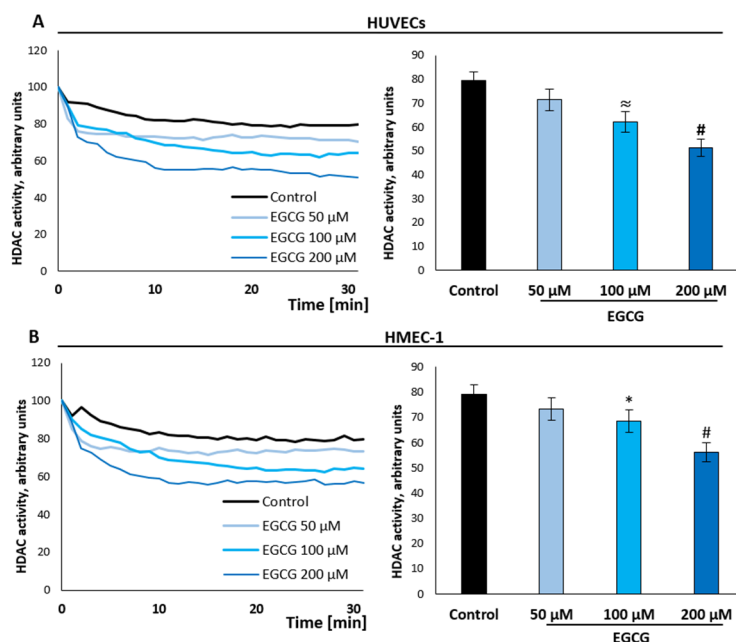 A
HUVECs
HDAC activity, arbitrary units
120
100
80
60
40
20
0
0
10
20
30
Time [min]
Control
EGCG 50 µM
EGCG 100 µM
EGCG 200 µM
HDAC activity, arbitrary units
90
80
70
60
50
40
30
20
10
0
≈
#
Control
50 µM
100 µM
200 µM
EGCG
B
HMEC-1
HDAC activity, arbitrary units
120
100
80
60
40
20
0
0
10
20
30
Time [min]
Control
EGCG 50 µM
EGCG 100 µM
EGCG 200 µM
HDAC activity, arbitrary units
90
80
70
60
50
40
30
20
10
0
*
#
Control
50 µM
100 µM
200 µM
EGCG